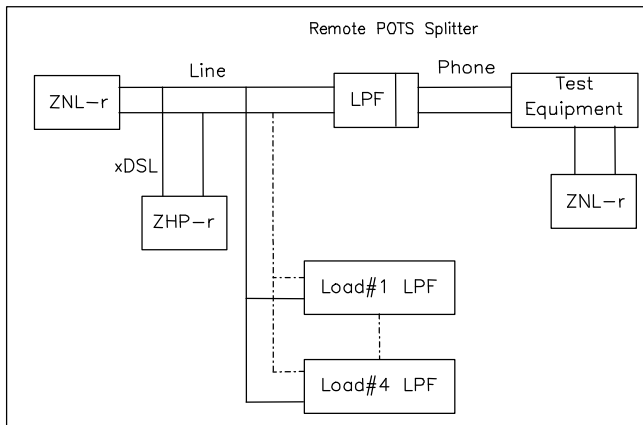 Remote POTS Splitter
Line
Phone
ZNL-r
LPF
Test
Equipment
xDSL
ZHP-r
ZNL-r
Load#1 LPF
Load#4 LPF